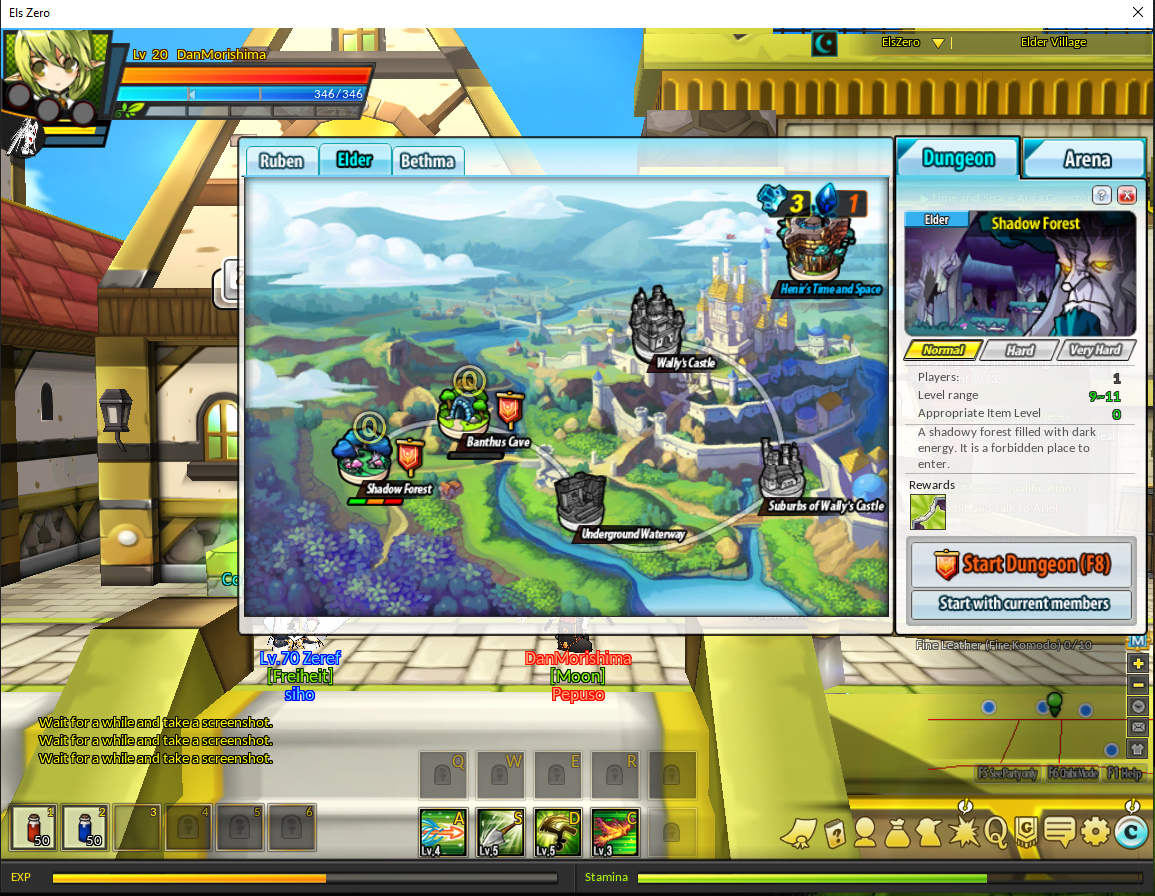 Els Zero
Lv 20 DanMorishima
346/346
ElsZero
Elder Village
Ruben
Elder
Bethma
Dungeon
Arena
3
1
Henir's Time and Space
Wally's Castle
Q
Banthus Cave
Q
Shadow Forest
Underground Waterway
Suburbs of Wally's Castle
Elder
Shadow Forest
Normal
Hard
Very Hard
Players:
1
Level range
9~11
Appropriate Item Level
0
A shadowy forest filled with dark
energy. It is a forbidden place to
enter.
Rewards
Start Dungeon (F8)
Start with current members
Fine Leather (Fire Komodo) 0/10
M
Co
Lv.70 Zeref
[Freiheit]
siho
DanMorishima
[Moon]
Pepuso
Wait for a while and take a screenshot.
Wait for a while and take a screenshot.
Wait for a while and take a screenshot.
F5 See Party only
F6 Oribt Mode
F1 Help
Q
W
E
R
1
50
2
50
3
4
5
6
A
Lv.4
S
Lv.5
D
Lv.5
C
Lv.3
C
EXP
Stamina